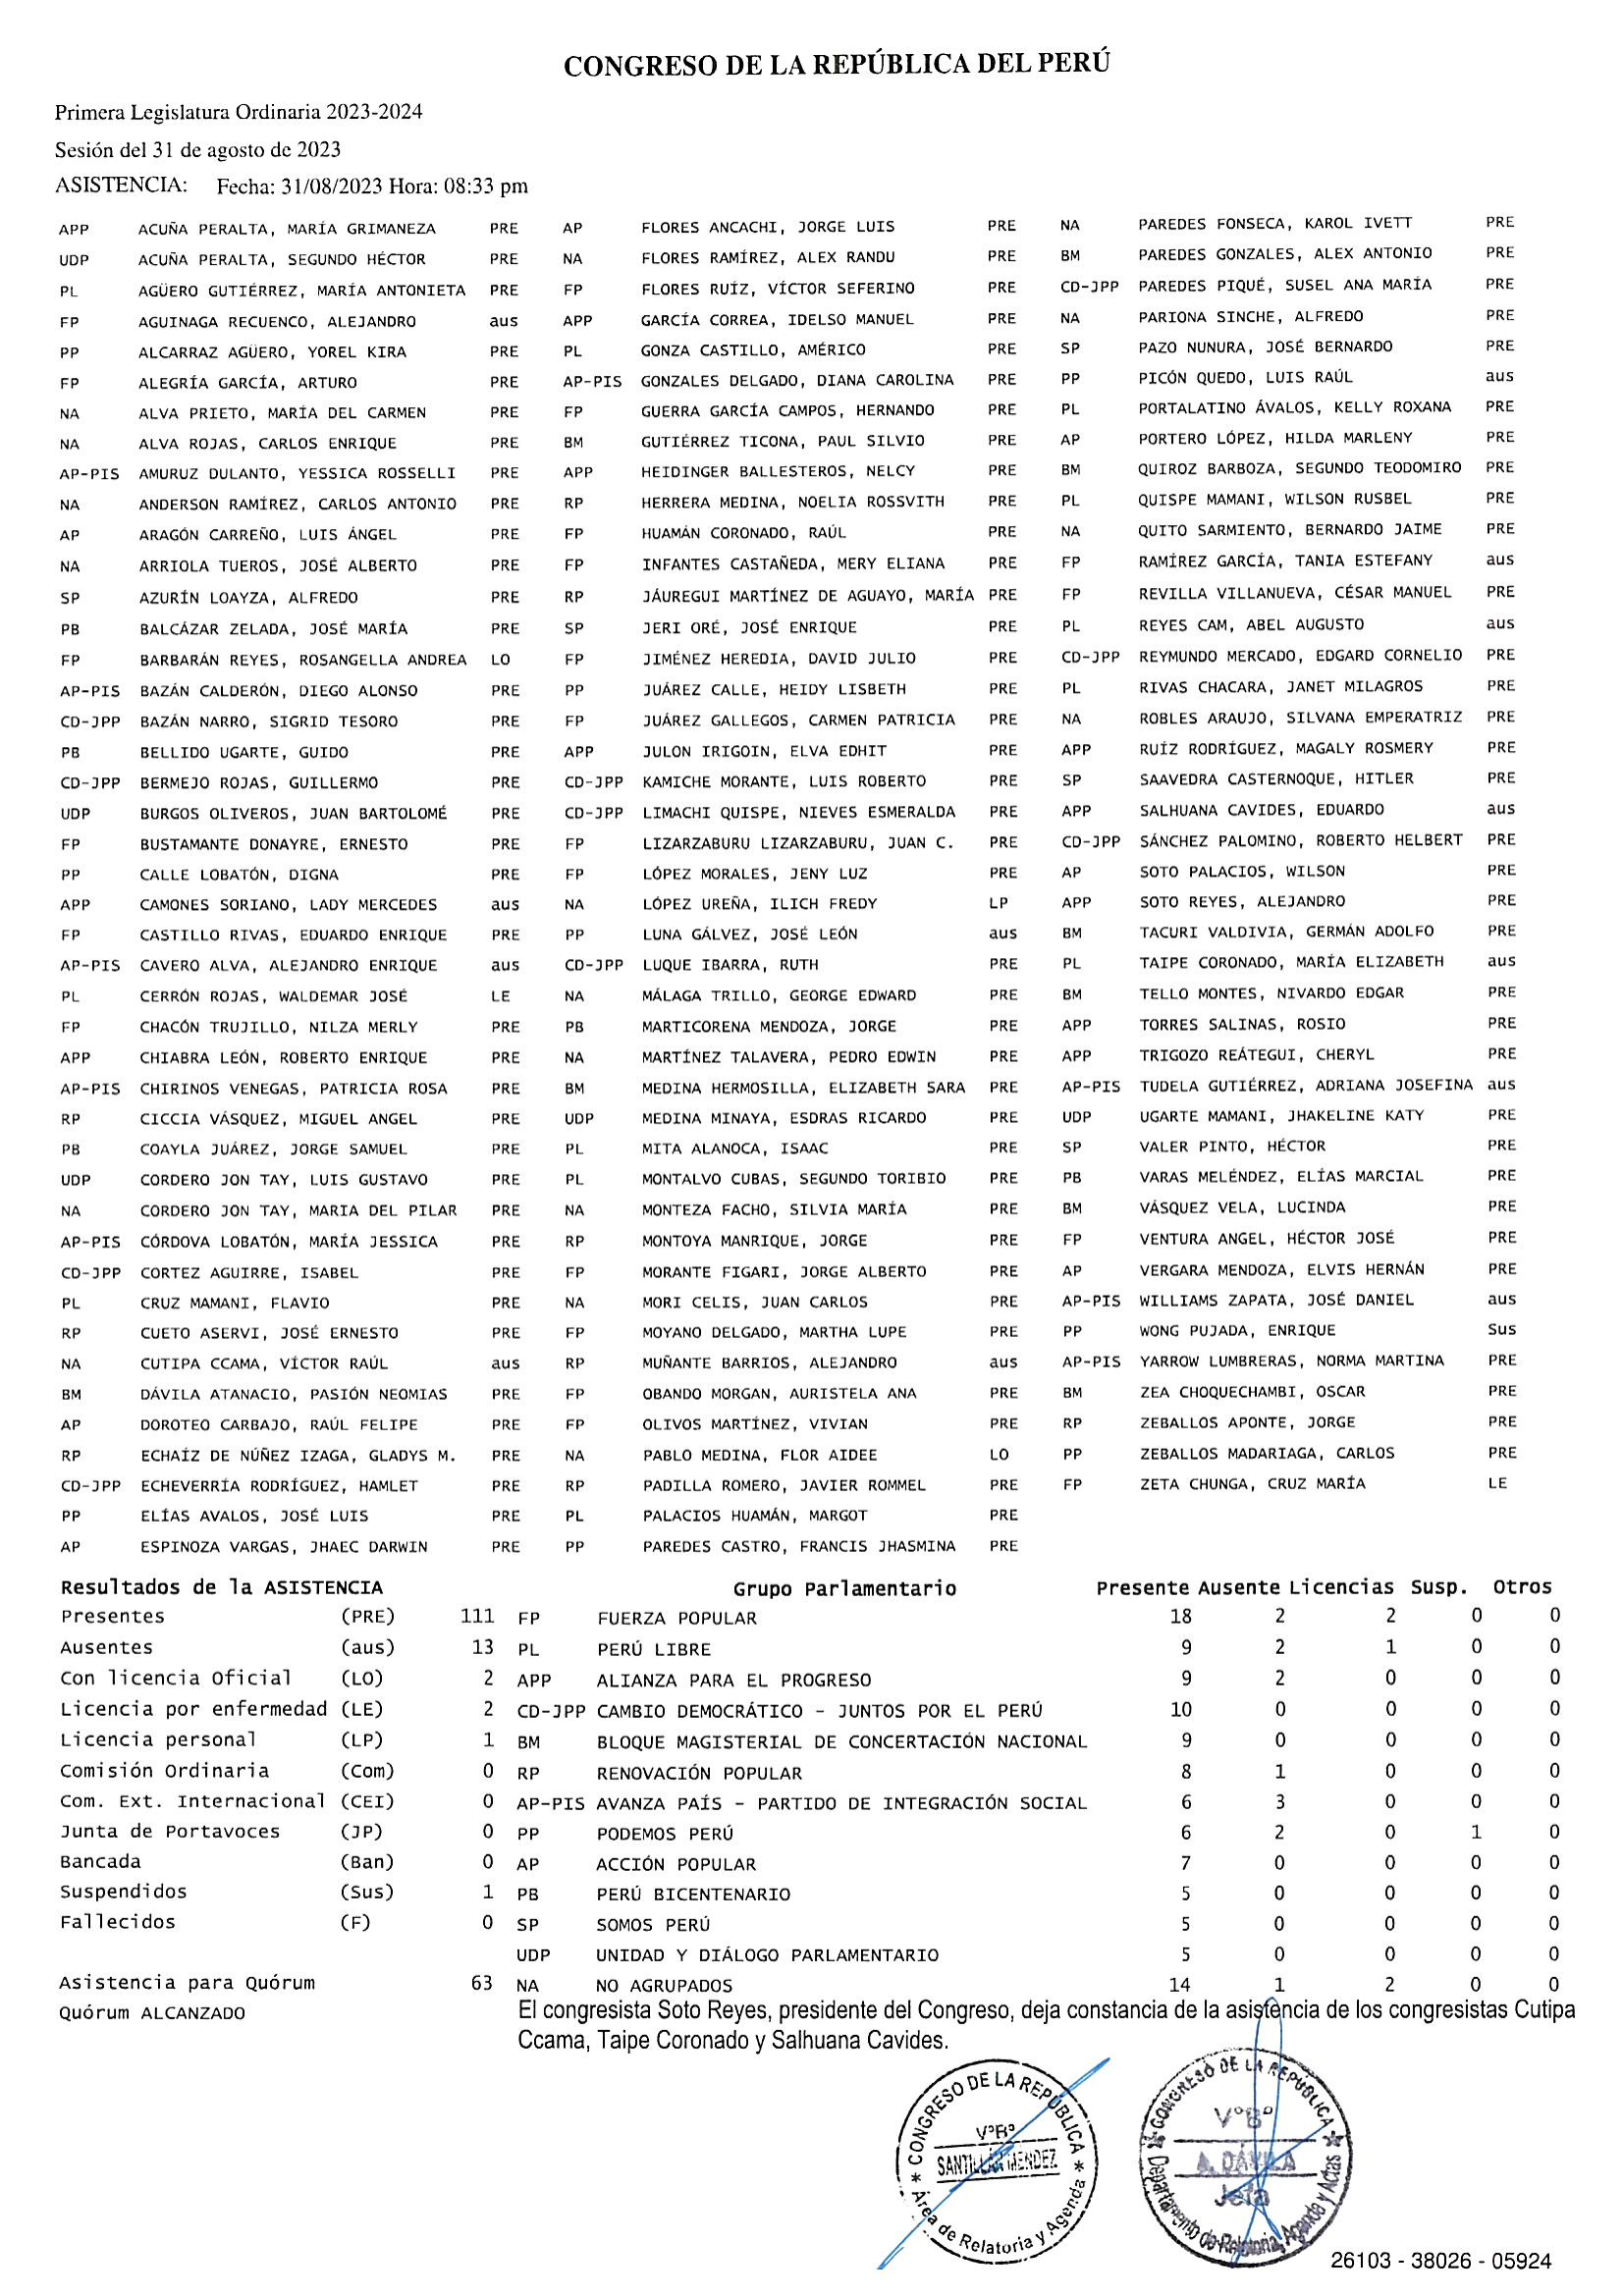 CONGRESO DE LA REPÚBLICA DEL PERÚ
Primera Legislatura Ordinaria 2023-2024
Sesión del 31 de agosto de 2023
ASISTENCIA: Fecha: 31/08/2023 Hora: 08:33 pm
APP ACUÑA PERALTA, MARÍA GRIMANEZA PRE AP FLORES ANCACHI, JORGE LUIS PRE NA PAREDES FONSECA, KAROL IVETT PRE
UDP ACUÑA PERALTA, SEGUNDO HÉCTOR PRE NA FLORES RAMÍREZ, ALEX RANDU PRE BM PAREDES GONZALES, ALEX ANTONIO PRE
PL AGÜERO GUTIÉRREZ, MARÍA ANTONIETA PRE FP FLORES RUÍZ, VÍCTOR SEFERINO PRE CD-JPP PAREDES PIQUÉ, SUSEL ANA MARÍA PRE
FP AGUINAGA RECUENCO, ALEJANDRO aus APP GARCÍA CORREA, IDELSO MANUEL PRE NA PARIONA SINCHE, ALFREDO PRE
PP ALCARRAZ AGÜERO, YOREL KIRA PRE PL GONZA CASTILLO, AMÉRICO PRE SP PAZO NUNURA, JOSÉ BERNARDO PRE
FP ALEGRÍA GARCÍA, ARTURO PRE AP-PIS GONZALES DELGADO, DIANA CAROLINA PRE PP PICÓN QUEDO, LUIS RAÚL aus
NA ALVA PRIETO, MARÍA DEL CARMEN PRE FP GUERRA GARCÍA CAMPOS, HERNANDO PRE PL PORTALATINO ÁVALOS, KELLY ROXANA PRE
NA ALVA ROJAS, CARLOS ENRIQUE PRE BM GUTIÉRREZ TICONA, PAUL SILVIO PRE AP PORTERO LÓPEZ, HILDA MARLENY PRE
AP-PIS AMURUZ DULANTO, YESSICA ROSSELLI PRE APP HEIDINGER BALLESTEROS, NELCY PRE BM QUIROZ BARBOZA, SEGUNDO TEODOMIRO PRE
NA ANDERSON RAMÍREZ, CARLOS ANTONIO PRE RP HERRERA MEDINA, NOELIA ROSSVITH PRE PL QUISPE MAMANI, WILSON RUSBEL PRE
AP ARAGÓN CARREÑO, LUIS ÁNGEL PRE FP HUAMÁN CORONADO, RAÚL PRE NA QUITO SARMIENTO, BERNARDO JAIME PRE
NA ARRIOLA TUEROS, JOSÉ ALBERTO PRE FP INFANTES CASTAÑEDA, MERY ELIANA PRE FP RAMÍREZ GARCÍA, TANIA ESTEFANY aus
SP AZURÍN LOAYZA, ALFREDO PRE RP JÁUREGUI MARTÍNEZ DE AGUAYO, MARÍA PRE FP REVILLA VILLANUEVA, CÉSAR MANUEL PRE
PB BALCÁZAR ZELADA, JOSÉ MARÍA PRE SP JERI ORÉ, JOSÉ ENRIQUE PRE PL REYES CAM, ABEL AUGUSTO aus
FP BARBARÁN REYES, ROSANGELLA ANDREA LO FP JIMÉNEZ HEREDIA, DAVID JULIO PRE CD-JPP REYMUNDO MERCADO, EDGARD CORNELIO PRE
AP-PIS BAZÁN CALDERÓN, DIEGO ALONSO PRE PP JUÁREZ CALLE, HEIDY LISBETH PRE PL RIVAS CHACARA, JANET MILAGROS PRE
CD-JPP BAZÁN NARRO, SIGRID TESORO PRE FP JUÁREZ GALLEGOS, CARMEN PATRICIA PRE NA ROBLES ARAUJO, SILVANA EMPERATRIZ PRE
PB BELLIDO UGARTE, GUIDO PRE APP JULON IRIGOIN, ELVA EDHIT PRE APP RUÍZ RODRÍGUEZ, MAGALY ROSMERY PRE
CD-JPP BERMEJO ROJAS, GUILLERMO PRE CD-JPP KAMICHE MORANTE, LUIS ROBERTO PRE SP SAAVEDRA CASTERNOQUE, HITLER PRE
UDP BURGOS OLIVEROS, JUAN BARTOLOMÉ PRE CD-JPP LIMACHI QUISPE, NIEVES ESMERALDA PRE APP SALHUANA CAVIDES, EDUARDO aus
FP BUSTAMANTE DONAYRE, ERNESTO PRE FP LIZARZABURU LIZARZABURU, JUAN C. PRE CD-JPP SÁNCHEZ PALOMINO, ROBERTO HELBERT PRE
PP CALLE LOBATÓN, DIGNA PRE FP LÓPEZ MORALES, JENY LUZ PRE AP SOTO PALACIOS, WILSON PRE
APP CAMONES SORIANO, LADY MERCEDES aus NA LÓPEZ UREÑA, ILICH FREDY LP APP SOTO REYES, ALEJANDRO PRE
FP CASTILLO RIVAS, EDUARDO ENRIQUE PRE PP LUNA GÁLVEZ, JOSÉ LEÓN aus BM TACURI VALDIVIA, GERMÁN ADOLFO PRE
AP-PIS CAVERO ALVA, ALEJANDRO ENRIQUE aus CD-JPP LUQUE IBARRA, RUTH PRE PL TAIPE CORONADO, MARÍA ELIZABETH aus
PL CERRÓN ROJAS, WALDEMAR JOSÉ LE NA MÁLAGA TRILLO, GEORGE EDWARD PRE BM TELLO MONTES, NIVARDO EDGAR PRE
FP CHACÓN TRUJILLO, NILZA MERLY PRE PB MARTICORENA MENDOZA, JORGE PRE APP TORRES SALINAS, ROSIO PRE
APP CHIABRA LEÓN, ROBERTO ENRIQUE PRE NA MARTÍNEZ TALAVERA, PEDRO EDWIN PRE APP TRIGOZO REÁTEGUI, CHERYL PRE
AP-PIS CHIRINOS VENEGAS, PATRICIA ROSA PRE BM MEDINA HERMOSILLA, ELIZABETH SARA PRE AP-PIS TUDELA GUTIÉRREZ, ADRIANA JOSEFINA aus
RP CICCIA VÁSQUEZ, MIGUEL ANGEL PRE UDP MEDINA MINAYA, ESDRAS RICARDO PRE UDP UGARTE MAMANI, JHAKELINE KATY PRE
PB COAYLA JUÁREZ, JORGE SAMUEL PRE PL MITA ALANOCA, ISAAC PRE SP VALER PINTO, HÉCTOR PRE
UDP CORDERO JON TAY, LUIS GUSTAVO PRE PL MONTALVO CUBAS, SEGUNDO TORIBIO PRE PB VARAS MELÉNDEZ, ELÍAS MARCIAL PRE
NA CORDERO JON TAY, MARIA DEL PILAR PRE NA MONTEZA FACHO, SILVIA MARÍA PRE BM VÁSQUEZ VELA, LUCINDA PRE
AP-PIS CÓRDOVA LOBATÓN, MARÍA JESSICA PRE RP MONTOYA MANRIQUE, JORGE PRE FP VENTURA ANGEL, HÉCTOR JOSÉ PRE
CD-JPP CORTEZ AGUIRRE, ISABEL PRE FP MORANTE FIGARI, JORGE ALBERTO PRE AP VERGARA MENDOZA, ELVIS HERNÁN PRE
PL CRUZ MAMANI, FLAVIO PRE NA MORI CELIS, JUAN CARLOS PRE AP-PIS WILLIAMS ZAPATA, JOSÉ DANIEL aus
RP CUETO ASERVI, JOSÉ ERNESTO PRE FP MOYANO DELGADO, MARTHA LUPE PRE PP WONG PUJADA, ENRIQUE Sus
NA CUTIPA CCAMA, VÍCTOR RAÚL aus RP MUÑANTE BARRIOS, ALEJANDRO aus AP-PIS YARROW LUMBRERAS, NORMA MARTINA PRE
BM DÁVILA ATANACIO, PASIÓN NEOMIAS PRE FP OBANDO MORGAN, AURISTELA ANA PRE BM ZEA CHOQUECHAMBI, OSCAR PRE
AP DOROTEO CARBAJO, RAÚL FELIPE PRE FP OLIVOS MARTÍNEZ, VIVIAN PRE RP ZEBALLOS APONTE, JORGE PRE
RP ECHAÍZ DE NÚÑEZ IZAGA, GLADYS M. PRE NA PABLO MEDINA, FLOR AIDEE LO PP ZEBALLOS MADARIAGA, CARLOS PRE
CD-JPP ECHEVERRÍA RODRÍGUEZ, HAMLET PRE RP PADILLA ROMERO, JAVIER ROMMEL PRE FP ZETA CHUNGA, CRUZ MARÍA LE
PP ELÍAS AVALOS, JOSÉ LUIS PRE PL PALACIOS HUAMÁN, MARGOT PRE
AP ESPINOZA VARGAS, JHAEC DARWIN PRE PP PAREDES CASTRO, FRANCIS JHASMINA PRE
Resultados de la ASISTENCIA Grupo Parlamentario Presente Ausente Licencias Susp. Otros
Presentes (PRE) 111 FP FUERZA POPULAR 18 2 2 0 0
Ausentes (aus) 13 PL PERÚ LIBRE 9 2 1 0 0
Con licencia Oficial (LO) 2 APP ALIANZA PARA EL PROGRESO 9 2 0 0 0
Licencia por enfermedad (LE) 2 CD-JPP CAMBIO DEMOCRÁTICO - JUNTOS POR EL PERÚ 10 0 0 0 0
Licencia personal (LP) 1 BM BLOQUE MAGISTERIAL DE CONCERTACIÓN NACIONAL 9 0 0 0 0
Comisión Ordinaria (Com) 0 RP RENOVACIÓN POPULAR 8 1 0 0 0
Com. Ext. Internacional (CEI) 0 AP-PIS AVANZA PAÍS - PARTIDO DE INTEGRACIÓN SOCIAL 6 3 0 0 0
Junta de Portavoces (JP) 0 PP PODEMOS PERÚ 6 2 0 1 0
Bancada (Ban) 0 AP ACCIÓN POPULAR 7 0 0 0 0
Suspendidos (Sus) 1 PB PERÚ BICENTENARIO 5 0 0 0 0
Fallecidos (F) 0 SP SOMOS PERÚ 5 0 0 0 0
UDP UNIDAD Y DIÁLOGO PARLAMENTARIO 5 0 0 0 0
Asistencia para Quórum 63 NA NO AGRUPADOS 14 1 2 0 0
Quórum ALCANZADO
El congresista Soto Reyes, presidente del Congreso, deja constancia de la asistencia de los congresistas Cutipa
Ccama, Taipe Coronado y Salhuana Cavides.
CONGRESO DE LA REPÚBLICA
V°B°
SANTILLÁN MENDEZ
Área de Relatoria y Agenda
CONGRESO DE LA REPÚBLICA
V°B°
A. DÁVILA
Jefa
Departamento de Relatoria, Agenda y Actas
26103 - 38026 - 05924